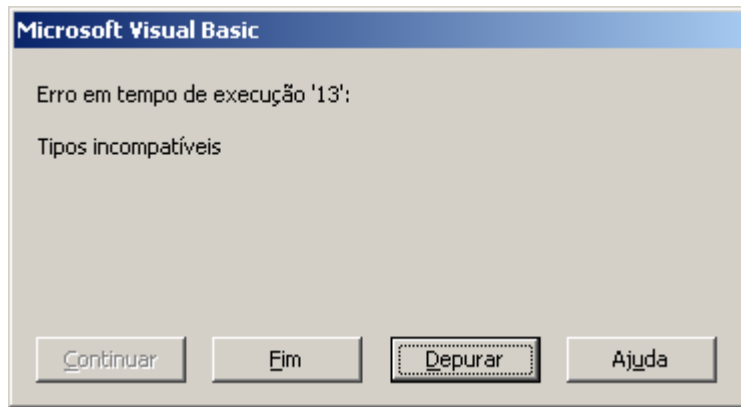 Microsoft Visual Basic
Erro em tempo de execução '13':
Tipos incompatíveis
Continuar Fim Depurar Ajuda